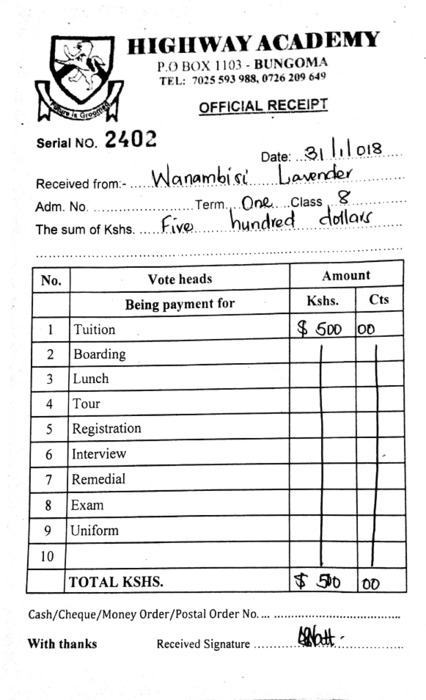 HIGHWAY ACADEMY
P.O BOX 1103 - BUNGOMA
TEL: 7025 593 988, 0726 209 649
Future is Groomed
OFFICIAL RECEIPT
Serial NO. 2402
Date: 31/1/018
Received from:- Wanambisi Lavender
Adm. No. .................... Term One Class 8
The sum of Kshs. Five hundred dollars
No. Vote heads Amount
Being payment for Kshs. Cts
1 Tuition $ 500 00
2 Boarding
3 Lunch
4 Tour
5 Registration
6 Interview
7 Remedial
8 Exam
9 Uniform
10
TOTAL KSHS. $ 500 00
Cash/Cheque/Money Order/Postal Order No. ....................
With thanks Received Signature ....................